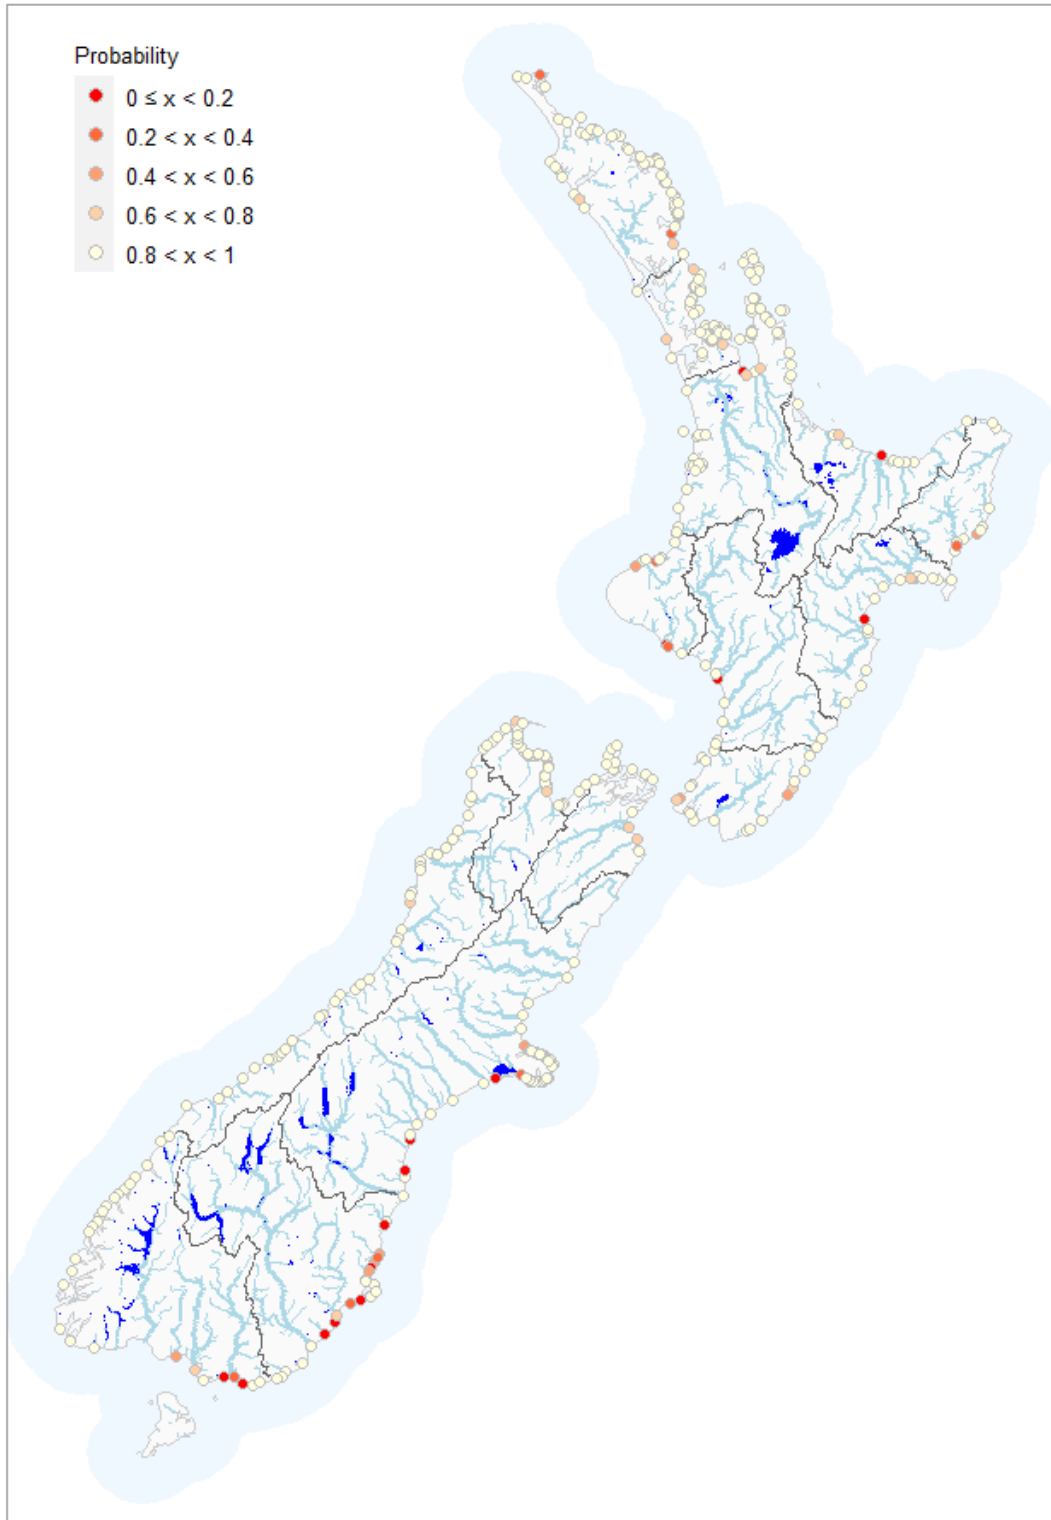 Probability
0 ≤ x < 0.2
0.2 < x < 0.4
0.4 < x < 0.6
0.6 < x < 0.8
0.8 < x < 1